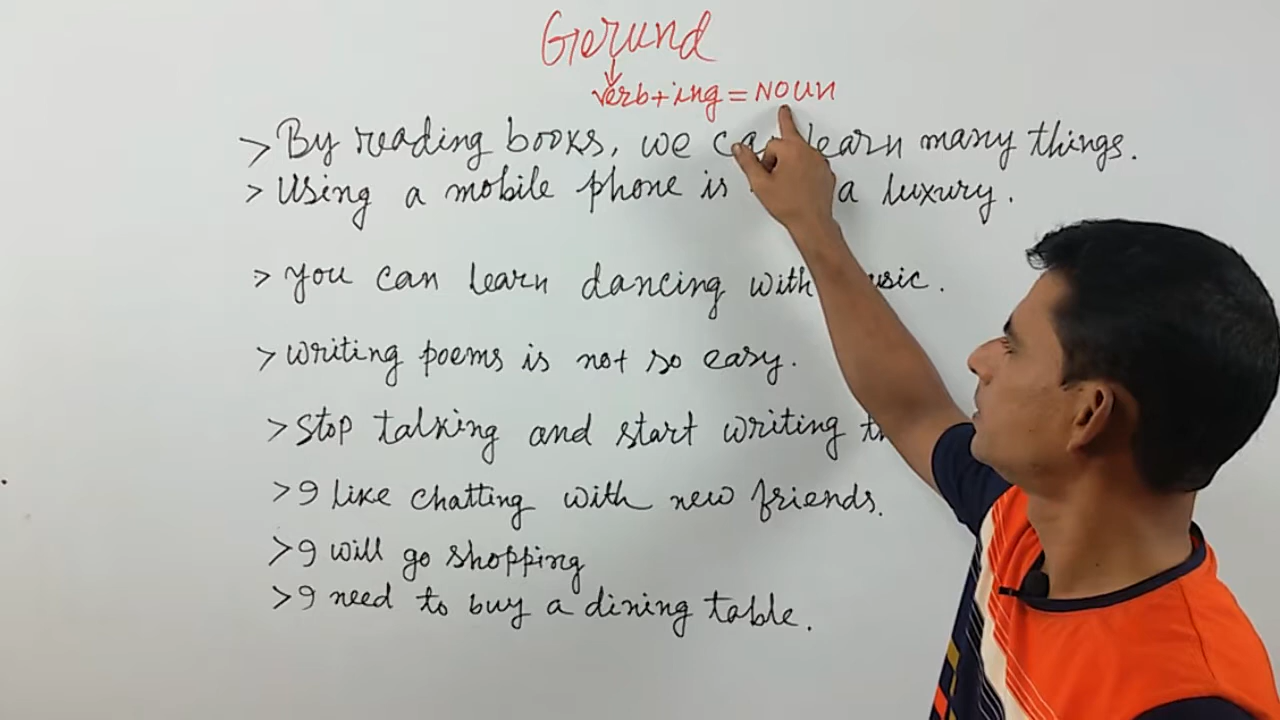 Gerund
verb+ing = NOUN
> By reading books, we can learn many things.
> Using a mobile phone is a luxury.
> you can learn dancing with music.
> writing poems is not so easy.
> Stop talking and start writing
> I like chatting with new friends.
> I will go shopping
> I need to buy a dining table.